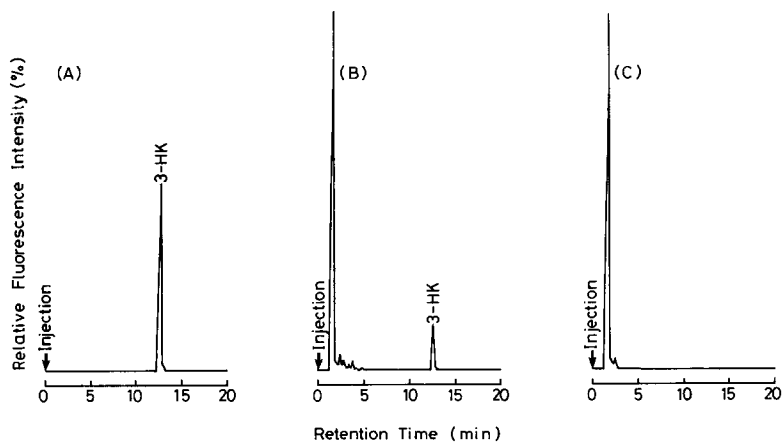 Relative Fluorescence Intensity (%)
(A)
Injection
3-HK
0 5 10 15 20
(B)
Injection
3-HK
0 5 10 15 20
(C)
Injection
0 5 10 15 20
Retention Time (min)